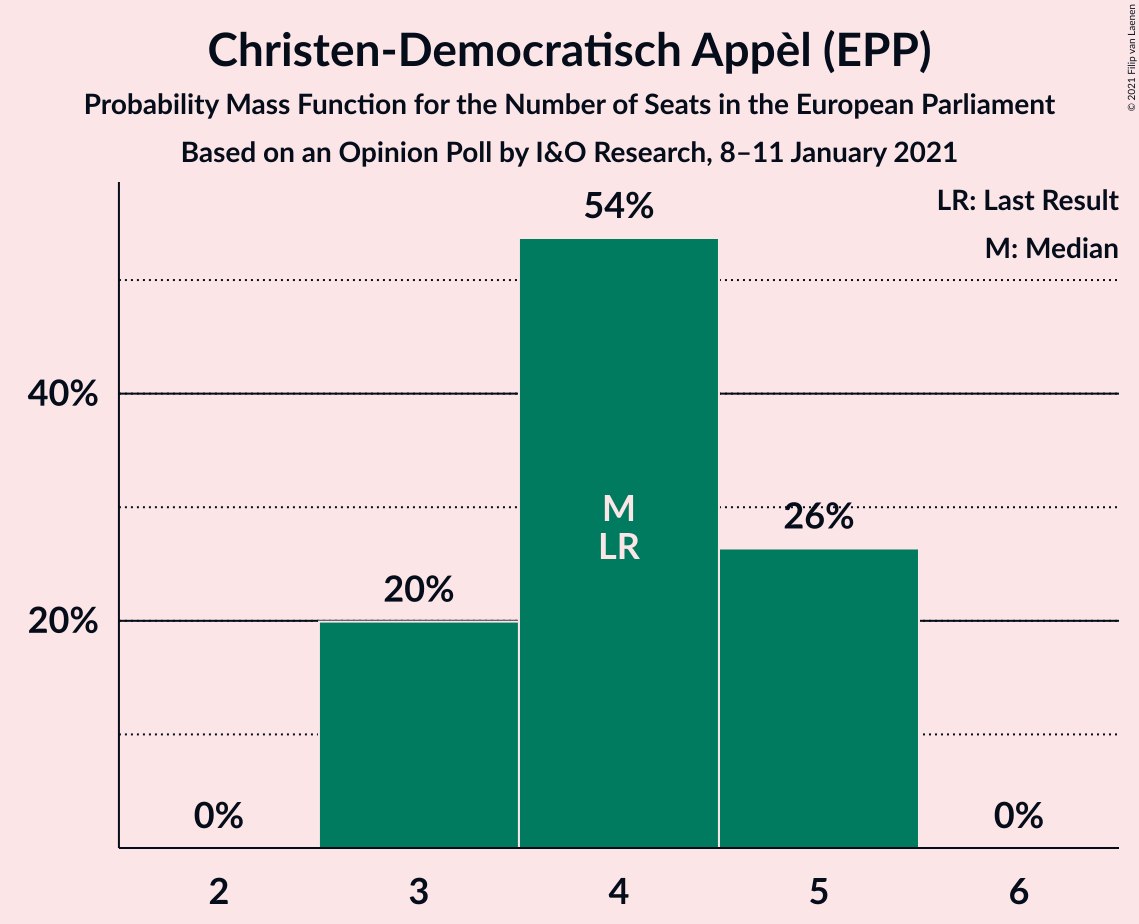 Christen-Democratisch Appèl (EPP)
Probability Mass Function for the Number of Seats in the European Parliament
Based on an Opinion Poll by I&O Research, 8–11 January 2021
© 2021 Filip van Laenen
LR: Last Result
M: Median
54%
40%
M
LR
26%
20%
20%
0%
0%
2 3 4 5 6